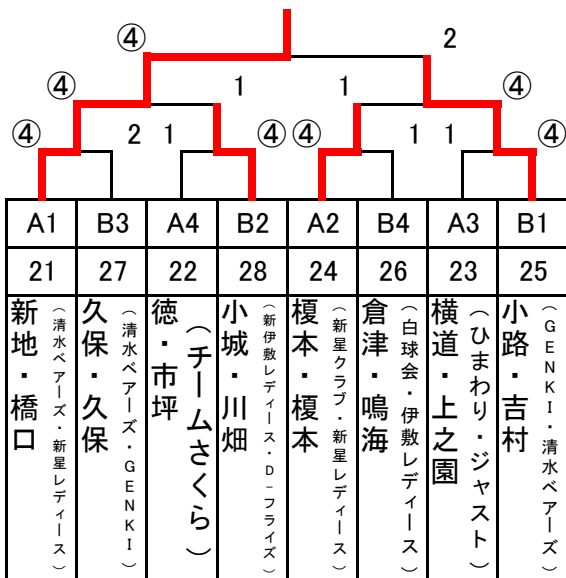 ④ 2
④ 1 1 ④
④ 2 1 ④ ④ 1 1 ④
A1 B3 A4 B2 A2 B4 A3 B1
21 27 22 28 24 26 23 25
新地・橋口
（清水ベアーズ・新星レディース）
久保・久保
（清水ベアーズ・GENKI）
徳・市坪
（チームさくら）
小城・川畑
（新伊敷レディース・D-フライズ）
榎本・榎本
（新星クラブ・新星レディース）
倉津・鳴海
（白球会・伊敷レディース）
横道・上之園
（ひまわり・ジャスト）
小路・吉村
（GENKI・清水ベアーズ）